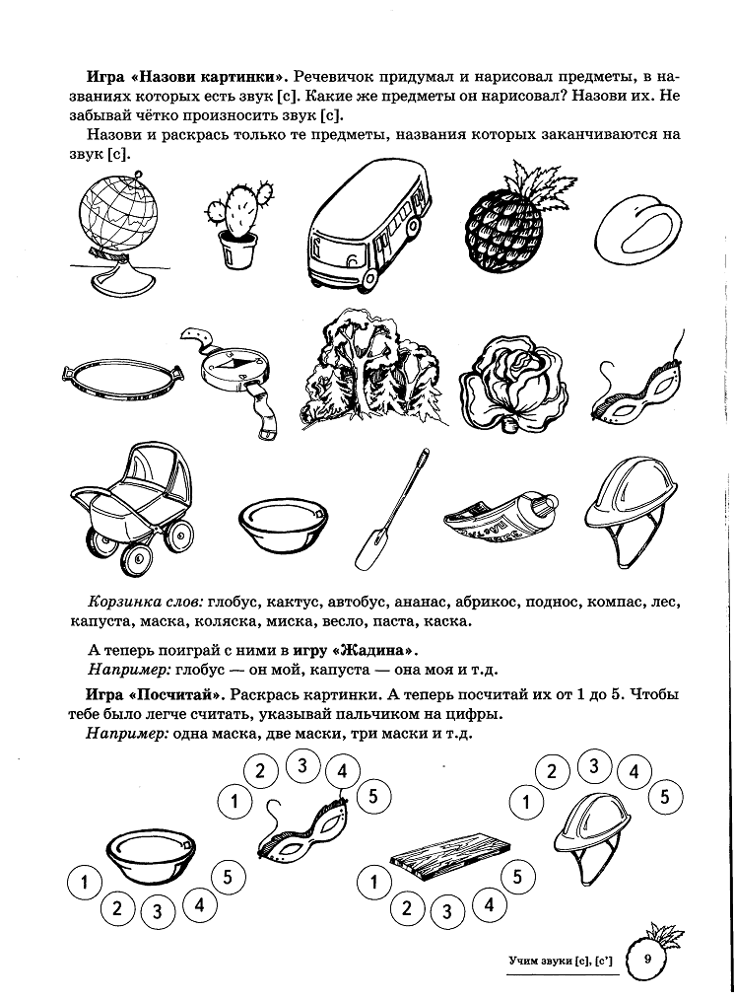 Игра «Назови картинки». Речевичок придумал и нарисовал предметы, в на-
званиях которых есть звук [с]. Какие же предметы он нарисовал? Назови их. Не
забывай чётко произносить звук [с].
Назови и раскрась только те предметы, названия которых заканчиваются на
звук [с].
Корзинка слов: глобус, кактус, автобус, ананас, абрикос, поднос, компас, лес,
капуста, маска, коляска, миска, весло, паста, каска.
А теперь поиграй с ними в игру «Жадина».
Например: глобус — он мой, капуста — она моя и т.д.
Игра «Посчитай». Раскрась картинки. А теперь посчитай их от 1 до 5. Чтобы
тебе было легче считать, указывай пальчиком на цифры.
Например: одна маска, две маски, три маски и т.д.
1 2 3 4 5
1 2 3 4 5
1 2 3 4 5
1 2 3 4 5
Учим звуки [с], [с’]
9